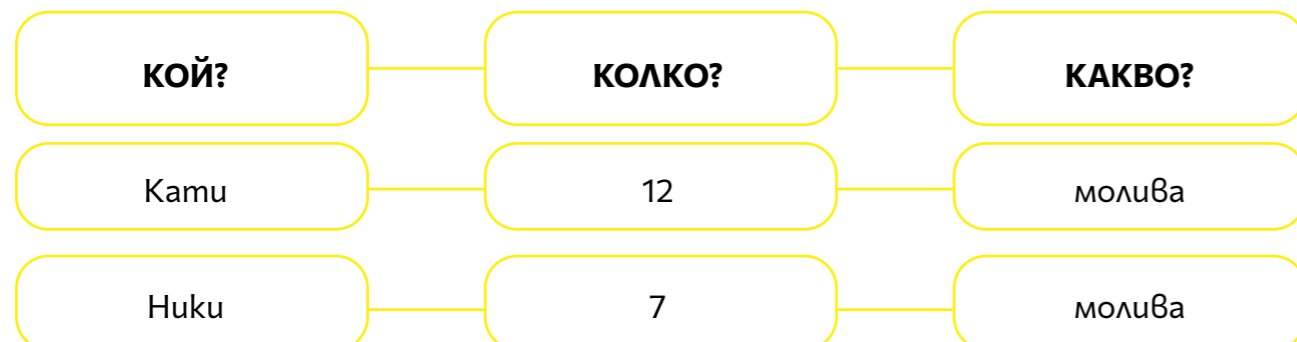 КОЙ? КОЛКО? КАКВО?
Кати 12 молива
Ники 7 молива